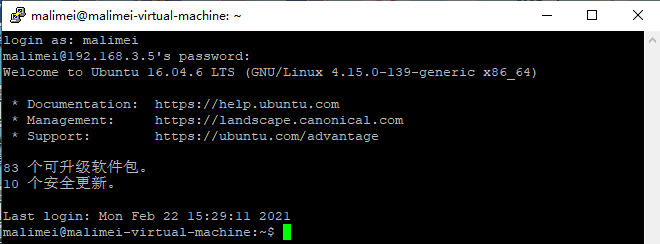 malimei@malimei-virtual-machine: ~
login as: malimei
malimei@192.168.3.5's password:
Welcome to Ubuntu 16.04.6 LTS (GNU/Linux 4.15.0-139-generic x86_64)
* Documentation: https://help.ubuntu.com
* Management: https://landscape.canonical.com
* Support: https://ubuntu.com/advantage
83 个可升级软件包。
10 个安全更新。
Last login: Mon Feb 22 15:29:11 2021
malimei@malimei-virtual-machine:~$